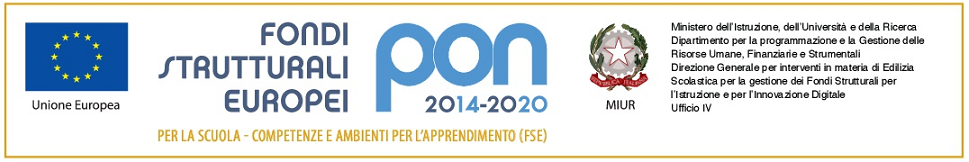 Unione Europea
FONDI
STRUTTURALI
EUROPEI
pon
2014-2020
PER LA SCUOLA - COMPETENZE E AMBIENTI PER L'APPRENDIMENTO (FSE)
MIUR
Ministero dell'Istruzione, dell'Università e della Ricerca
Dipartimento per la programmazione e la Gestione delle
Risorse Umane, Finanziarie e Strumentali
Direzione Generale per interventi in materia di Edilizia
Scolastica per la gestione dei Fondi Strutturali per
l'Istruzione e per l'Innovazione Digitale
Ufficio IV